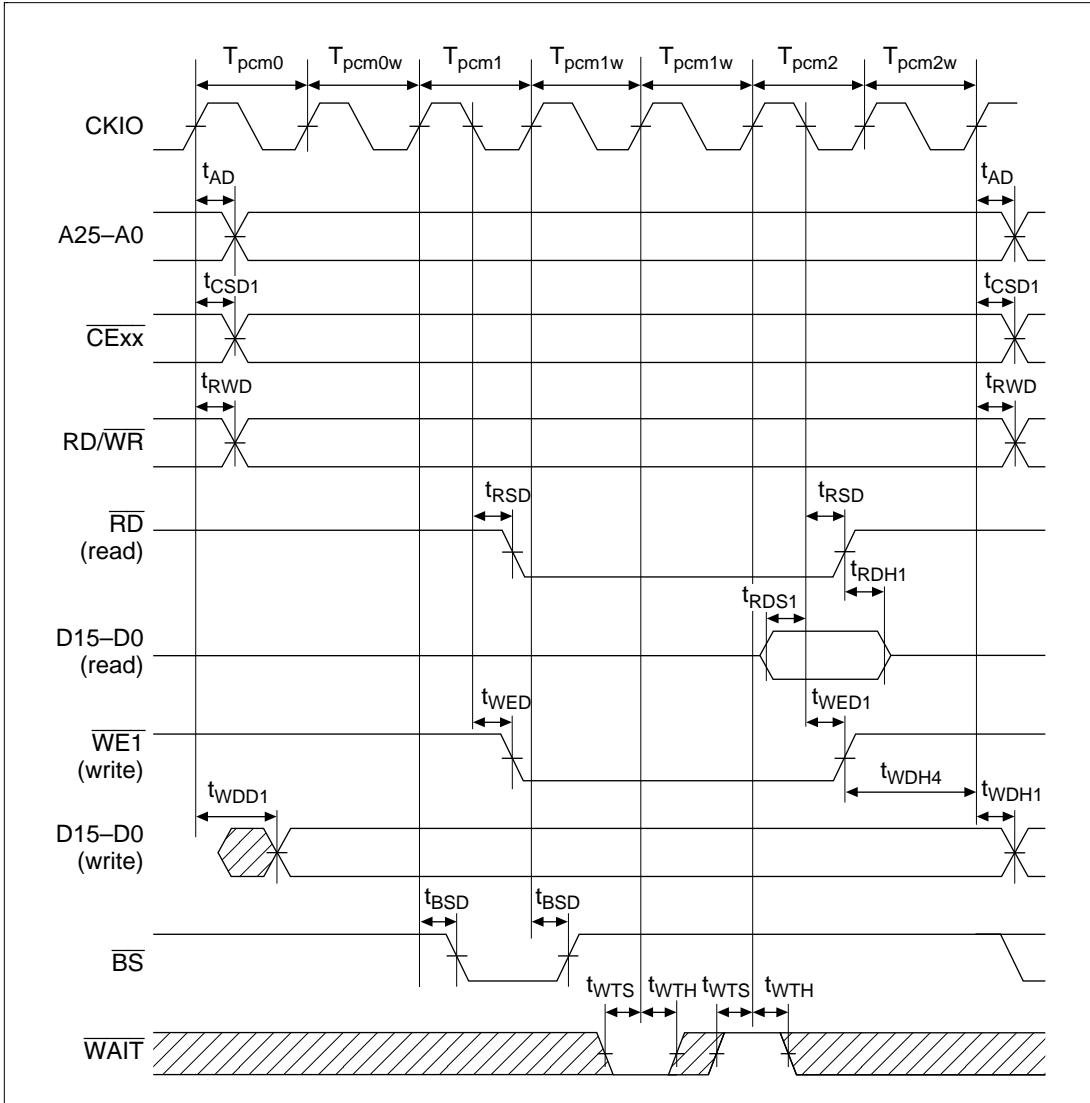 Tpcm0 Tpcm0w Tpcm1 Tpcm1w Tpcm1w Tpcm2 Tpcm2w
CKIO
tAD tAD
A25–A0
tCSD1 tCSD1
CExx
tRWD tRWD
RD/WR
tRSD tRSD
RD
(read)
tRDH1
tRDS1
D15–D0
(read)
tWED tWED1
WE1
(write)
tWDH4
tWDD1 tWDH1
D15–D0
(write)
tBSD tBSD
BS
tWTS tWTH tWTS tWTH
WAIT